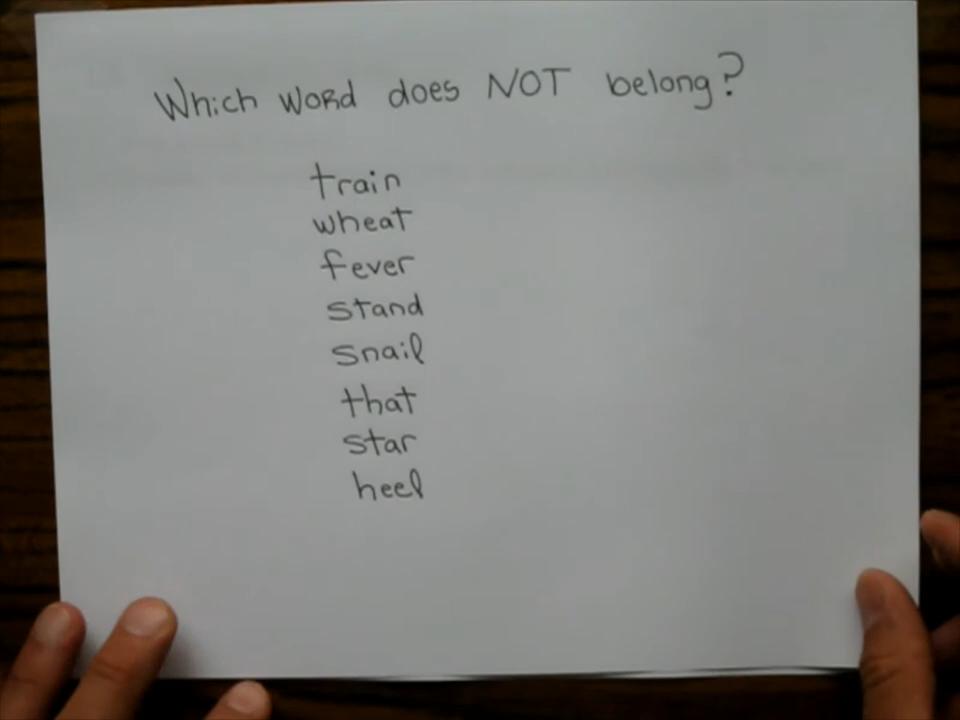 Which word does NOT belong?
train
wheat
fever
stand
snail
that
star
heel